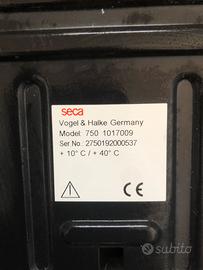 seca
Vogel & Halke Germany
Model: 750 1017009
Ser No.: 2750192000537
+ 10° C / + 40° C
CE
subito